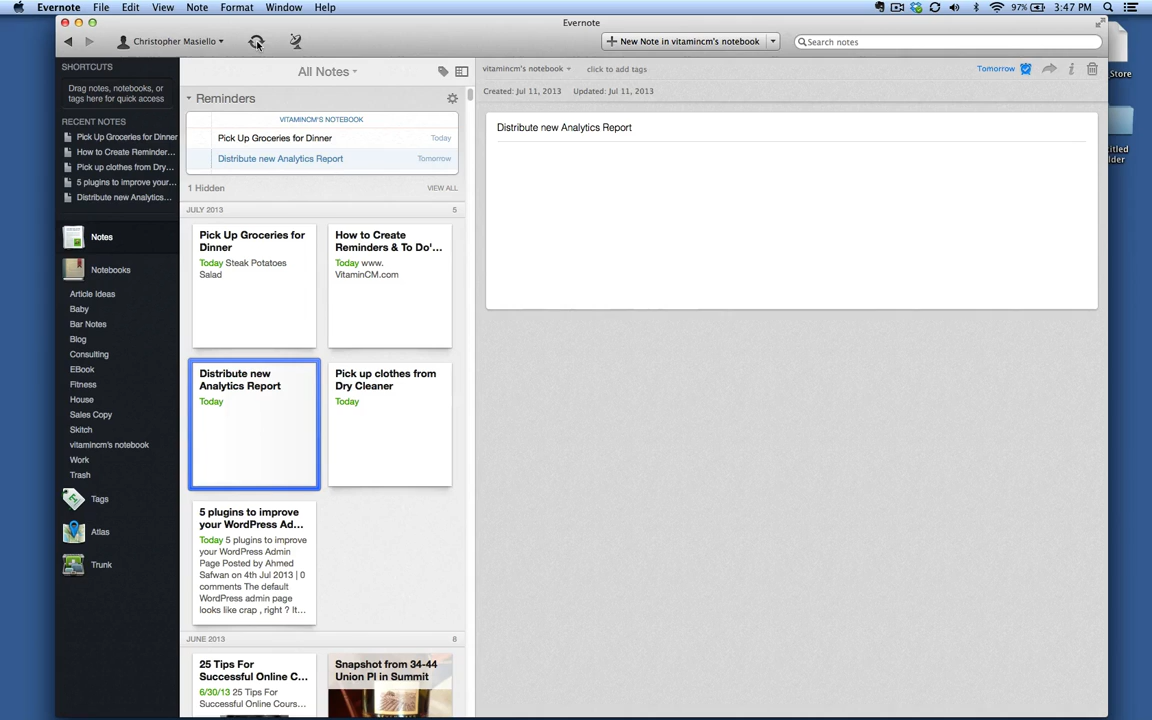 Evernote File Edit View Note Format Window Help
97% 3:47 PM
Evernote
Christopher Masiello
New Note in vitamincm's notebook
Search notes
SHORTCUTS
Drag notes, notebooks, or
tags here for quick access
RECENT NOTES
Pick Up Groceries for Dinner
How to Create Reminder...
Pick up clothes from Dry...
5 plugins to improve your...
Distribute new Analytics...
Notes
Notebooks
Article Ideas
Baby
Bar Notes
Blog
Consulting
EBook
Fitness
House
Sales Copy
Skitch
vitamincm's notebook
Work
Trash
Tags
Atlas
Trunk
All Notes
Reminders
VITAMINCM'S NOTEBOOK
Pick Up Groceries for Dinner Today
Distribute new Analytics Report Tomorrow
1 Hidden VIEW ALL
JULY 2013 5
Pick Up Groceries for
Dinner
Today Steak Potatoes
Salad
How to Create
Reminders & To Do'...
Today www.
VitaminCM.com
Distribute new
Analytics Report
Today
Pick up clothes from
Dry Cleaner
Today
5 plugins to improve
your WordPress Ad...
Today 5 plugins to improve
your WordPress Admin
Page Posted by Ahmed
Safwan on 4th Jul 2013 | 0
comments The default
WordPress admin page
looks like crap , right ? It...
JUNE 2013 8
25 Tips For
Successful Online C...
6/30/13 25 Tips For
Successful Online Cours...
Snapshot from 34-44
Union Pl in Summit
vitamincm's notebook click to add tags Tomorrow
Created: Jul 11, 2013 Updated: Jul 11, 2013
Distribute new Analytics Report
Store